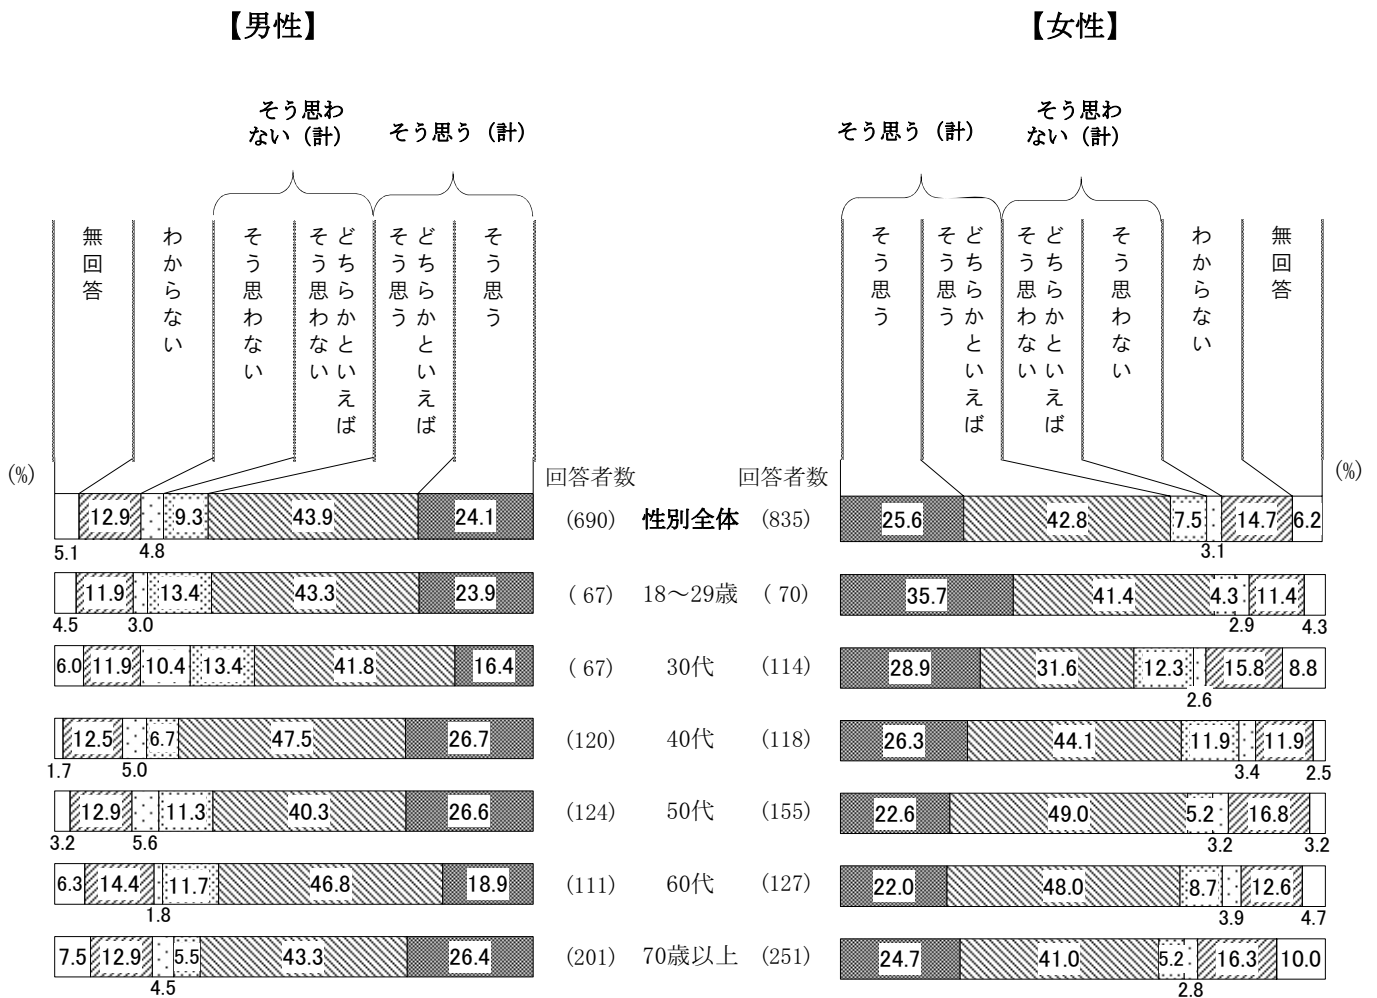 【男性】
【女性】
そう思わ
ない（計）
そう思う（計）
そう思う（計）
そう思わ
ない（計）
無回答
わからない
そう思わない
どちらかといえば
そう思わない
どちらかといえば
そう思う
そう思う
そう思う
どちらかといえば
そう思う
どちらかといえば
そう思わない
そう思わない
わからない
無回答
(%)
回答者数
回答者数
(%)
12.9 9.3 43.9 24.1 (690) 性別全体 (835) 25.6 42.8 7.5 14.7 6.2
5.1 4.8 3.1
11.9 13.4 43.3 23.9 ( 67) 18～29歳 ( 70) 35.7 41.4 4.3 11.4
4.5 3.0 2.9 4.3
6.0 11.9 10.4 13.4 41.8 16.4 ( 67) 30代 (114) 28.9 31.6 12.3 15.8 8.8
2.6
12.5 6.7 47.5 26.7 (120) 40代 (118) 26.3 44.1 11.9 11.9
1.7 5.0 3.4 2.5
12.9 11.3 40.3 26.6 (124) 50代 (155) 22.6 49.0 5.2 16.8
3.2 5.6 3.2 3.2
6.3 14.4 11.7 46.8 18.9 (111) 60代 (127) 22.0 48.0 8.7 12.6
1.8 3.9 4.7
7.5 12.9 5.5 43.3 26.4 (201) 70歳以上 (251) 24.7 41.0 5.2 16.3 10.0
4.5 2.8